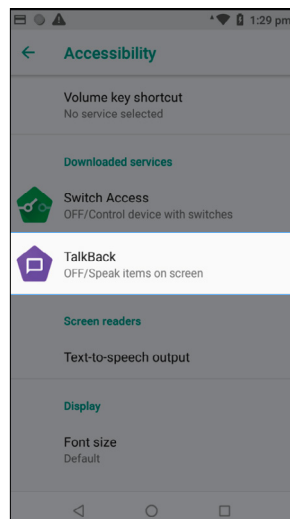 1:29 pm
Accessibility
Volume key shortcut
No service selected
Downloaded services
Switch Access
OFF/Control device with switches
TalkBack
OFF/Speak items on screen
Screen readers
Text-to-speech output
Display
Font size
Default